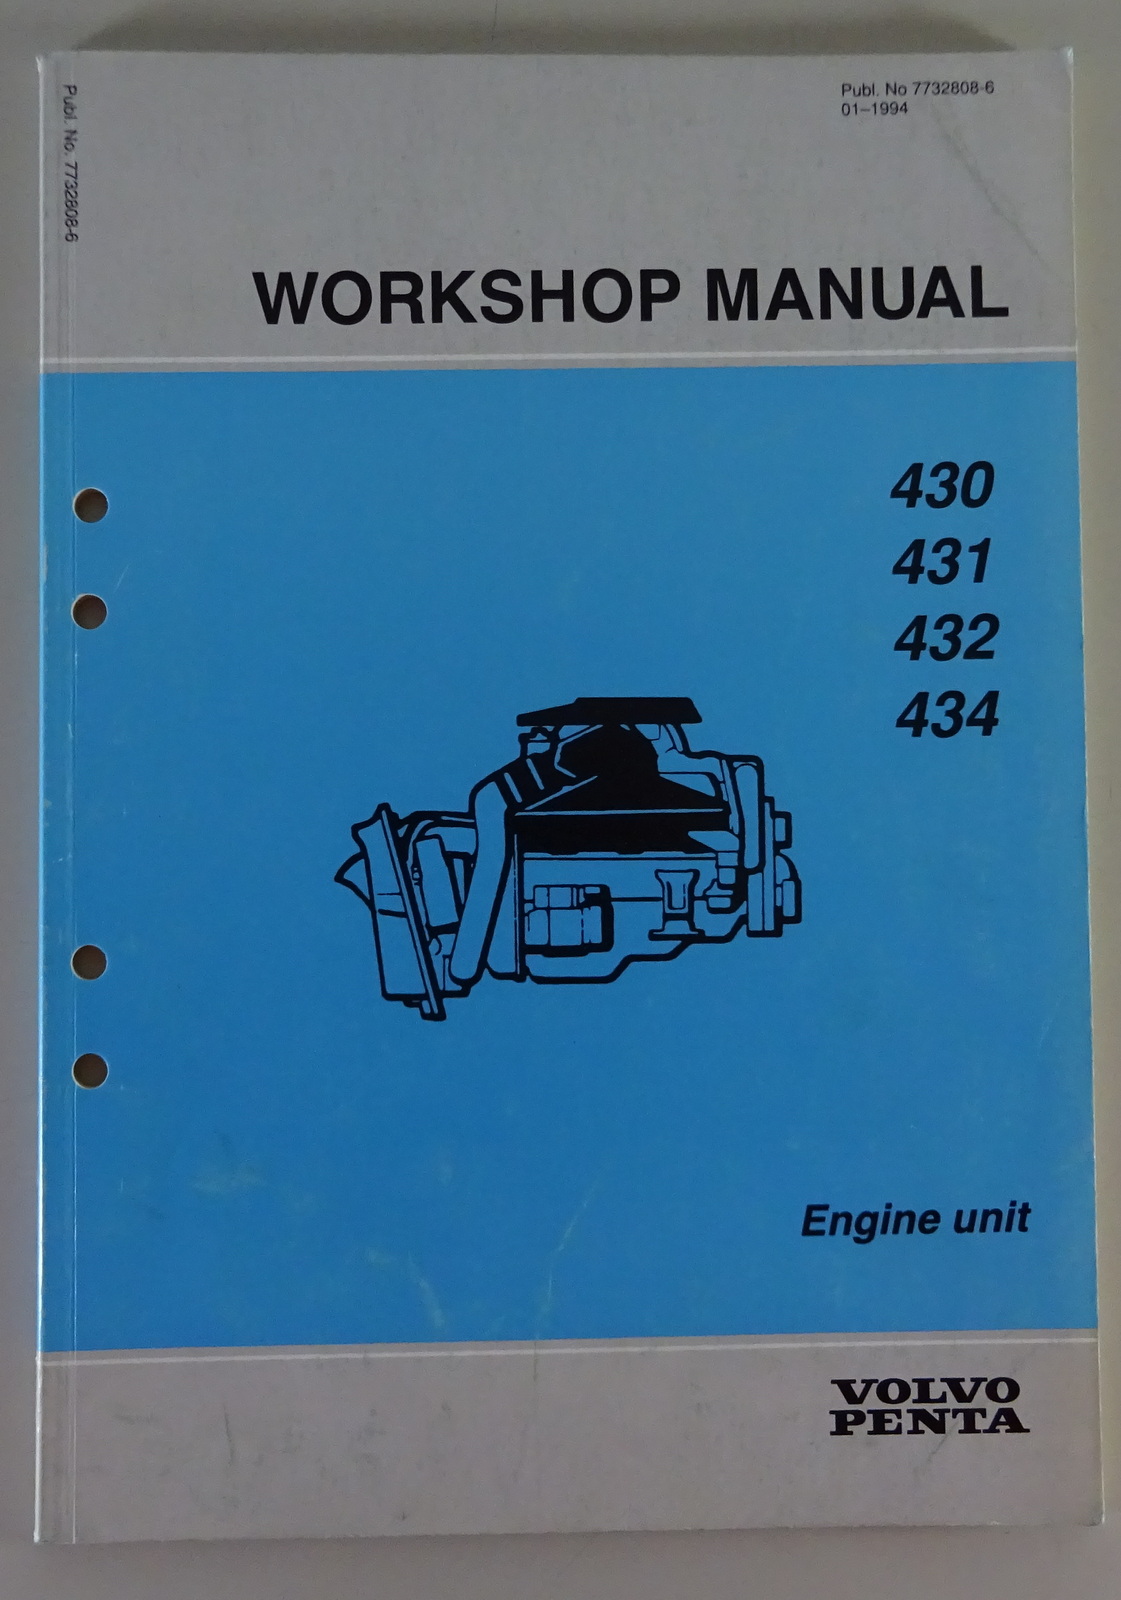 Publ. No 7732808-6
01–1994
Publ. No. 7732808-6
WORKSHOP MANUAL
430
431
432
434
Engine unit
VOLVO
PENTA